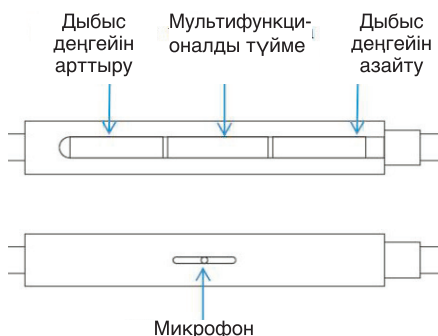 Дыбыс
деңгейін
арттыру
Мультифункци-
оналды түйме
Дыбыс
деңгейін
азайту
Микрофон